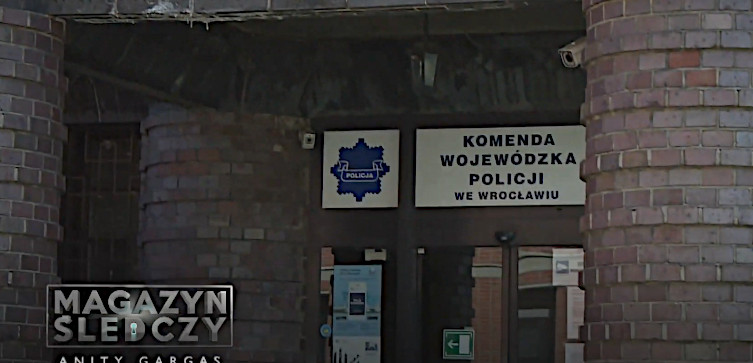 KOMENDA
WOJEWÓDZKA
POLICJI
WE WROCŁAWIU
POLICJA
MAGAZYN
ŚLEDCZY
ANITY GARGAS